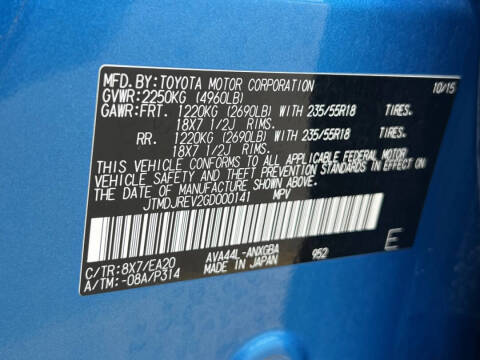 MFD. BY: TOYOTA MOTOR CORPORATION 10/15
GVWR: 2250KG (4960LB)
GAWR: FRT. 1220KG (2690LB) WITH 235/55R18 TIRES.
18X7 1/2J RIMS.
RR. 1220KG (2690LB) WITH 235/55R18 TIRES.
18X7 1/2J RIMS.
THIS VEHICLE CONFORMS TO ALL APPLICABLE FEDERAL MOTOR
VEHICLE SAFETY AND THEFT PREVENTION STANDARDS IN EFFECT
ON THE DATE OF MANUFACTURE SHOWN ABOVE.
JTMDJREV2GD000141 MPV
C/TR: 8X7/EA20 AVA44L-ANXGBA 952 E
A/TM: -08A/P314 MADE IN JAPAN